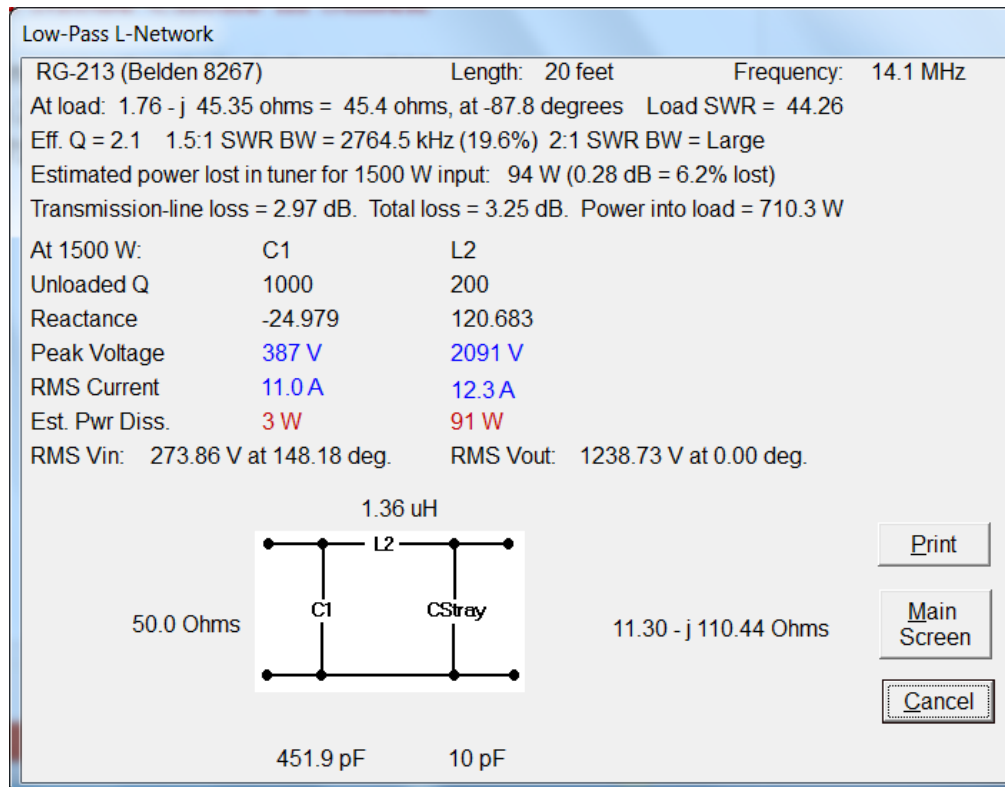 Low-Pass L-Network
RG-213 (Belden 8267) Length: 20 feet Frequency: 14.1 MHz
At load: 1.76 - j 45.35 ohms = 45.4 ohms, at -87.8 degrees Load SWR = 44.26
Eff. Q = 2.1 1.5:1 SWR BW = 2764.5 kHz (19.6%) 2:1 SWR BW = Large
Estimated power lost in tuner for 1500 W input: 94 W (0.28 dB = 6.2% lost)
Transmission-line loss = 2.97 dB. Total loss = 3.25 dB. Power into load = 710.3 W
At 1500 W: C1 L2
Unloaded Q 1000 200
Reactance -24.979 120.683
Peak Voltage 387 V 2091 V
RMS Current 11.0 A 12.3 A
Est. Pwr Diss. 3 W 91 W
RMS Vin: 273.86 V at 148.18 deg. RMS Vout: 1238.73 V at 0.00 deg.
1.36 uH
L2
Print
C1 CStray
50.0 Ohms
11.30 - j 110.44 Ohms
Main
Screen
Cancel
451.9 pF 10 pF